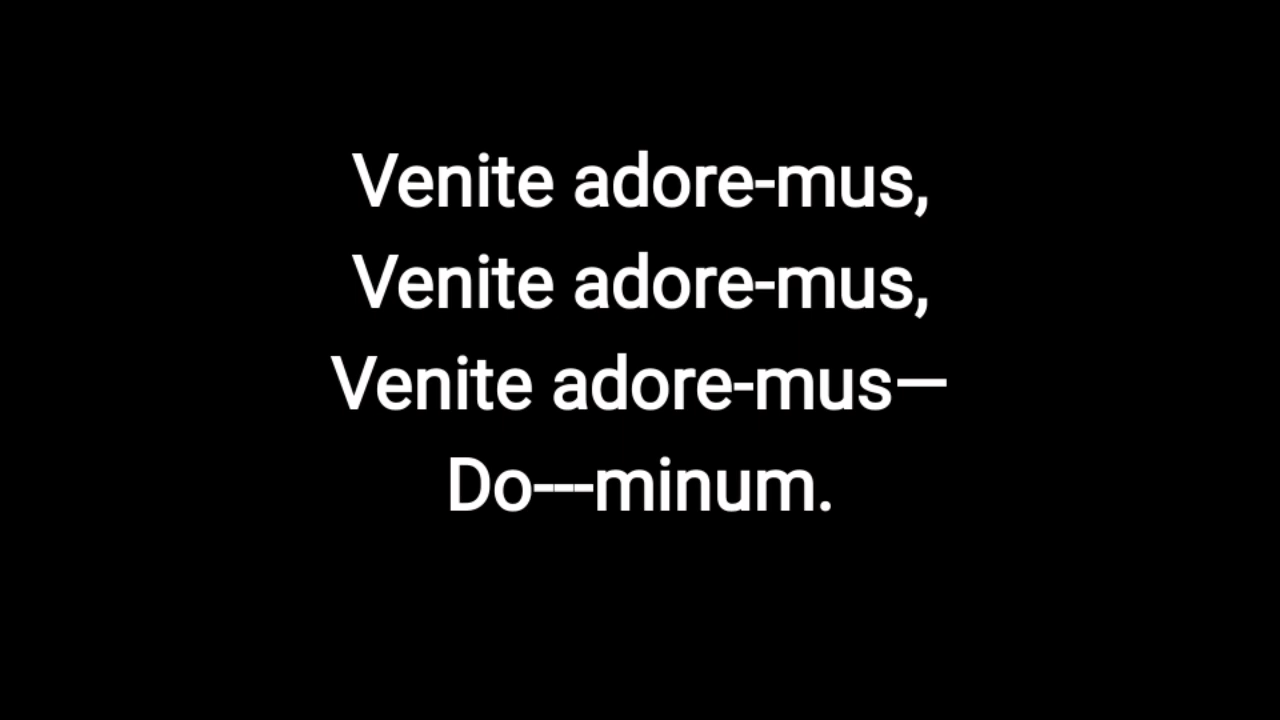 Venite adore-mus,
Venite adore-mus,
Venite adore-mus—
Do---minum.